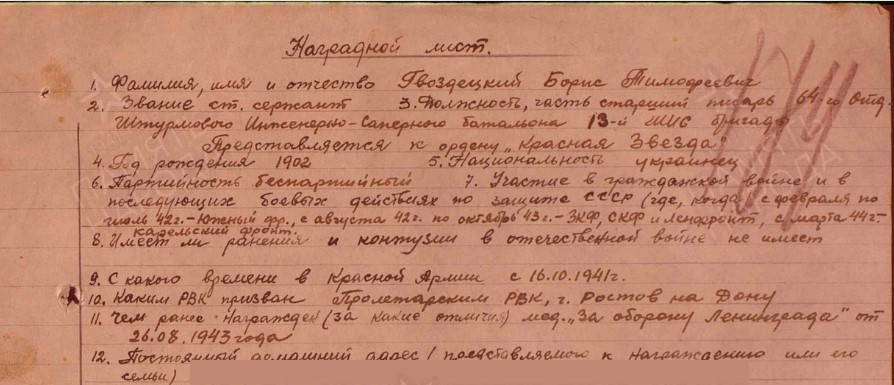 Наградной лист.
1. Фамилия, имя и отчество Гвоздецкий Борис Тимофеевич
2. Звание ст. сержант 3. Должность, часть старший писарь 64-го Отд.
Штурмового Инженерно-Саперного батальона 13-й ШИС бригады
Представляется к ордену „Красная Звезда"
4. Год рождения 1902 5. Национальность украинец
6. Партийность беспартийный 7. Участие в гражданской войне и в
последующих боевых действиях по защите СССР (где, когда) с февраля по
июль 42г. - Южный фр., с августа 42г. по октябрь 43г. - ЗКФ, СКФ и Ленфронт, с марта 44г. -
карельский фронт.
8. Имеет ли ранения и контузии в отечественной войне не имеет
9. С какого времени в Красной Армии с 16.10.1941г.
10. Каким РВК призван Пролетарским РВК, г. Ростов на Дону
11. Чем ранее награжден (за какие отличия) мед. „За оборону Ленинграда" от
26.08.1943 года
12. Постоянный домашний адрес (представляемого к награждению или его
семьи)